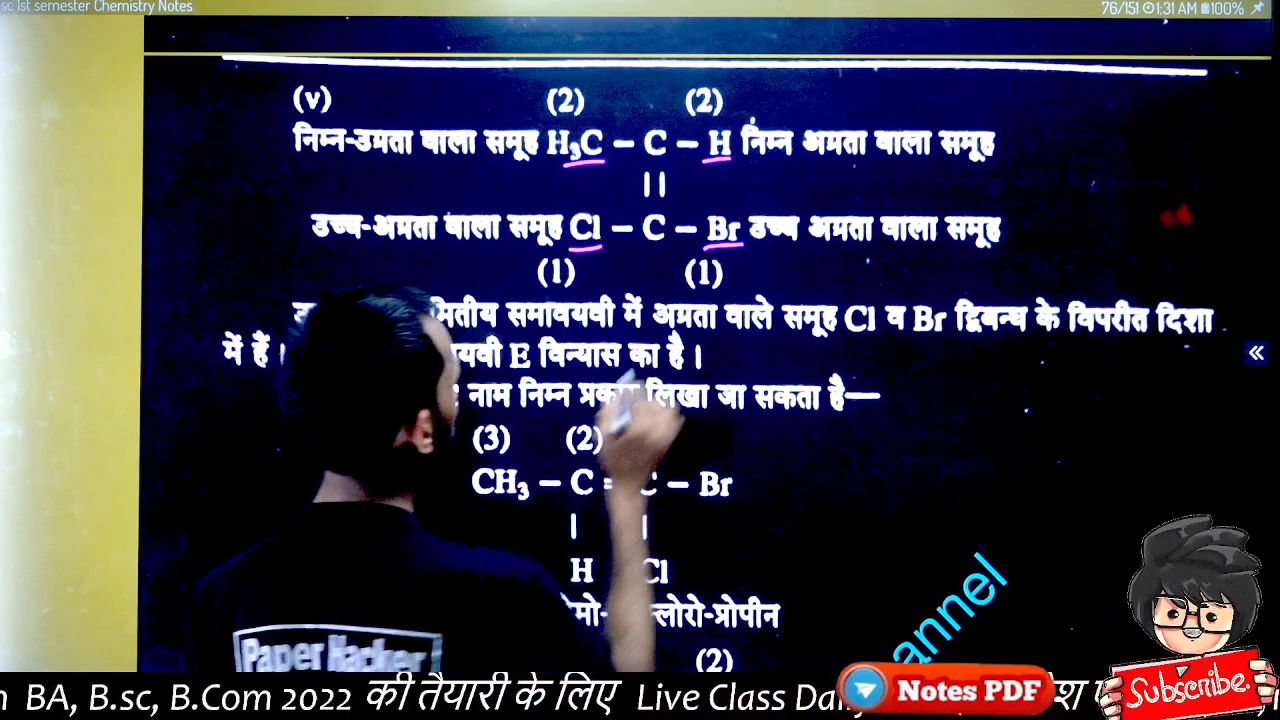 sc 1st semester Chemistry Notes
76/151 1:31 AM 100%
(v) (2) (2)
निम्न-उग्रता वाला समूह H₃C – C – H निम्न अग्रता वाला समूह
||
उच्च-अग्रता वाला समूह Cl – C – Br उच्च अग्रता वाला समूह
(1) (1)
समावयवी में अग्रता वाले समूह Cl व Br द्विबन्ध के विपरीत दिशा
में हैं। E विन्यास का है।
नाम निम्न प्रकार लिखा जा सकता है—
(3) (2)
CH₃ – C = C – Br
| |
H Cl
प्रोपीन
(2)
annel
Paper Hacker
BA, B.sc, B.Com 2022 की तैयारी के लिए Live Class
Notes PDF
Subscribe.